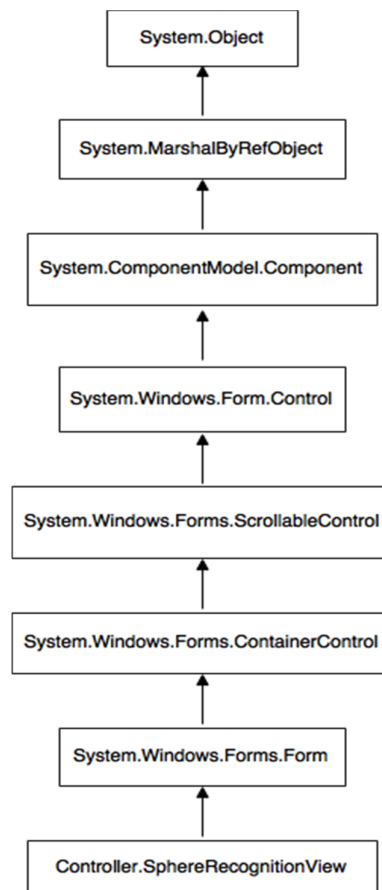 System.Object
System.MarshalByRefObject
System.ComponentModel.Component
System.Windows.Form.Control
System.Windows.Forms.ScrollableControl
System.Windows.Forms.ContainerControl
System.Windows.Forms.Form
Controller.SphereRecognitionView